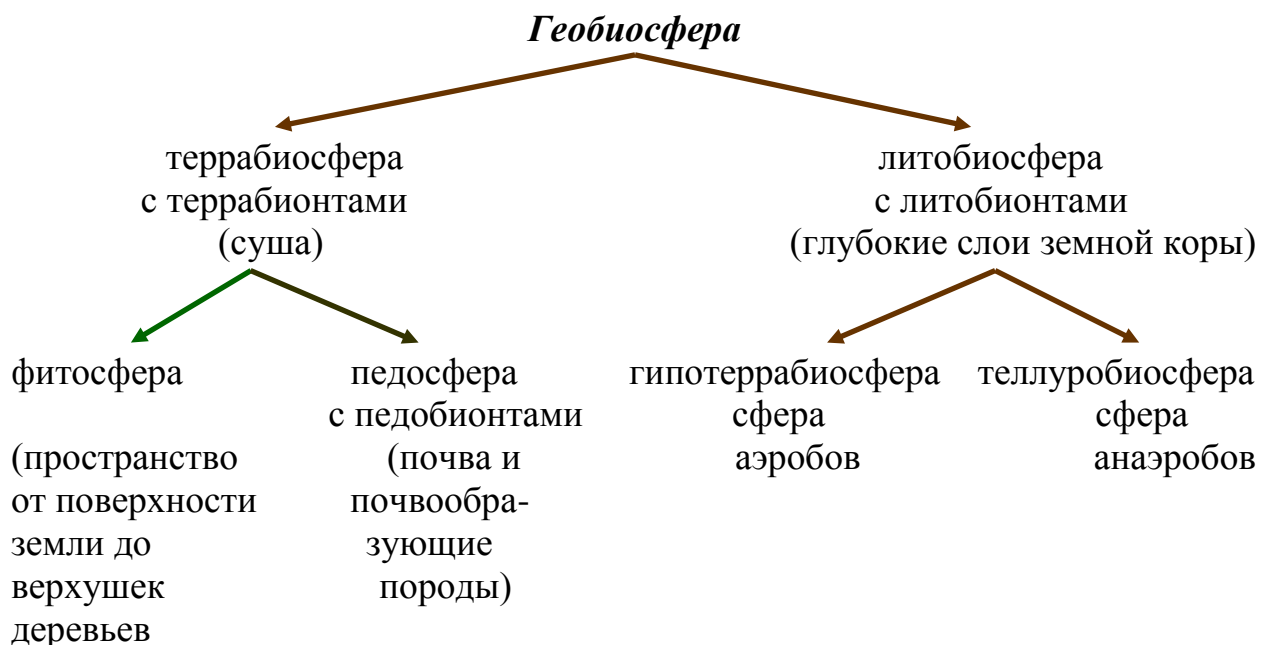 Геобиосфера
террабиосфера
с террабионтами
(суша)
литобиосфера
с литобионтами
(глубокие слои земной коры)
фитосфера
(пространство
от поверхности
земли до
верхушек
деревьев
педосфера
с педобионтами
(почва и
почвообра-
зующие
породы)
гипотеррабиосфера
сфера
аэробов
теллуробиосфера
сфера
анаэробов